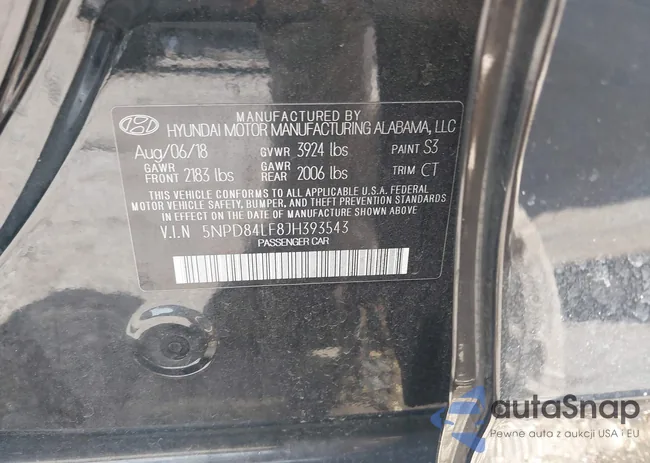 MANUFACTURED BY
HYUNDAI MOTOR MANUFACTURING ALABAMA, LLC
Aug/06/18 GVWR 3924 lbs PAINT S3
GAWR FRONT 2183 lbs GAWR REAR 2006 lbs TRIM CT
THIS VEHICLE CONFORMS TO ALL APPLICABLE U.S.A. FEDERAL
MOTOR VEHICLE SAFETY, BUMPER, AND THEFT PREVENTION STANDARDS
IN EFFECT ON THE DATE OF MANUFACTURE SHOWN ABOVE
V.I.N 5NPD84LF8JH393543
PASSENGER CAR
autaSnap
Pewne auta z aukcji USA i EU